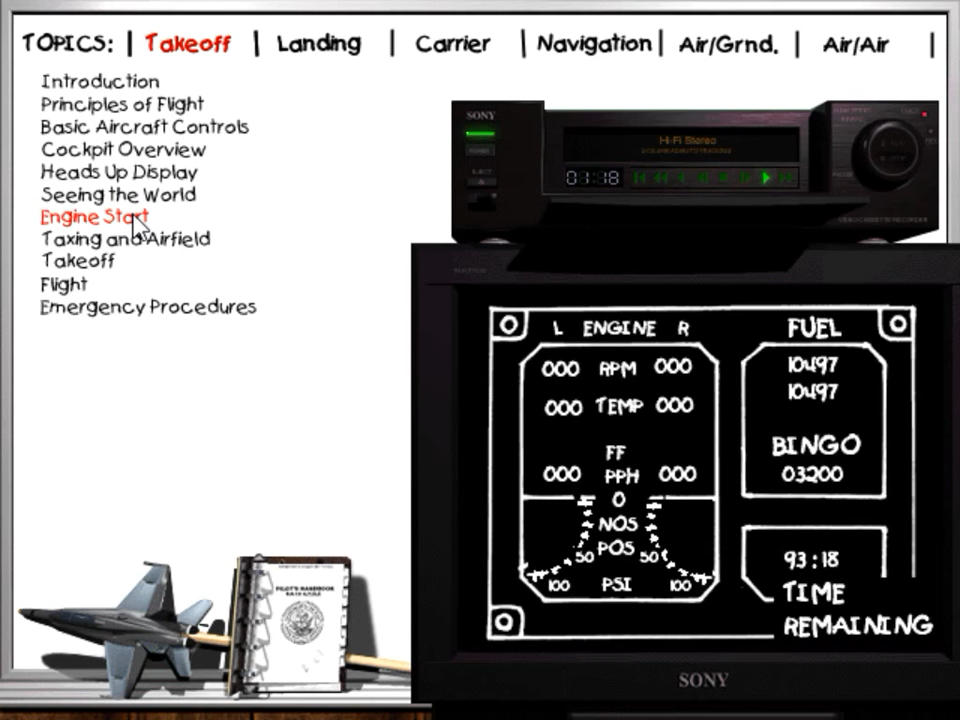 TOPICS: | Takeoff | Landing | Carrier | Navigation | Air/Grnd. | Air/Air |
Introduction
Principles of Flight
Basic Aircraft Controls
Cockpit Overview
Heads Up Display
Seeing the World
Engine Start
Taxing and Airfield
Takeoff
Flight
Emergency Procedures
SONY
Hi-Fi Stereo
01:18
L ENGINE R
000 RPM 000
000 TEMP 000
FF
000 PPH 000
0
NOS
POS
50 50
100 PSI 100
FUEL
10497
10497
BINGO
03200
93:18
TIME
REMAINING
PILOT'S HANDBOOK
SONY